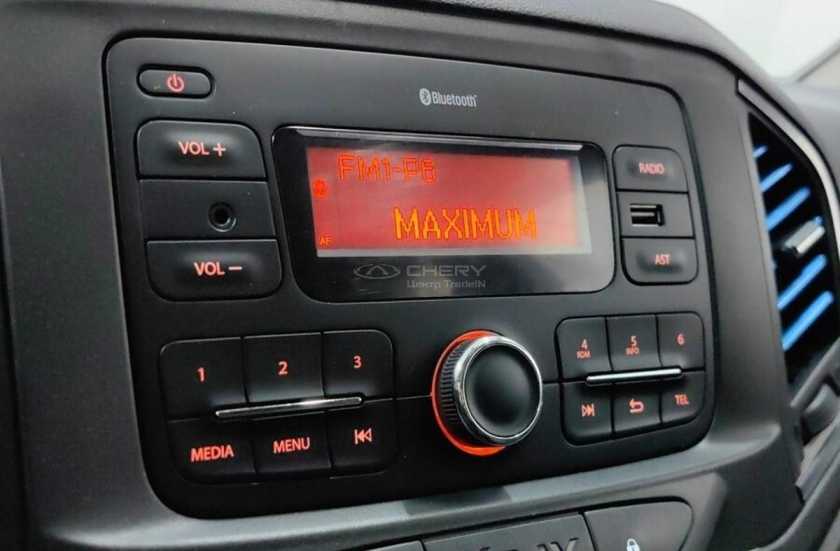 Bluetooth
VOL +
FM1-P6
RADIO
MAXIMUM
AF
VOL −
AST
CHERY
Центр TradeIN
1
2
3
4
RDM
5
INFO
6
MEDIA
MENU
TEL